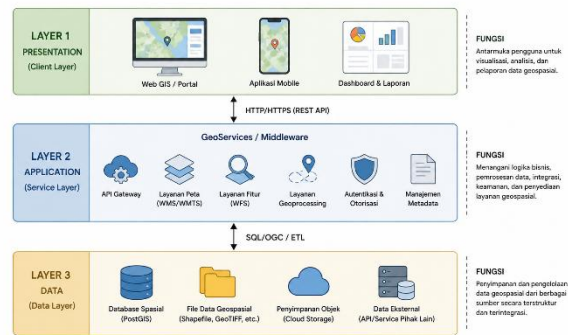 LAYER 1
PRESENTATION
(Client Layer)
Web GIS / Portal
Aplikasi Mobile
Dashboard & Laporan
FUNGSI
Antarmuka pengguna untuk
visualisasi, analisis, dan
pelaporan data geospasial.
HTTP/HTTPS (REST API)
LAYER 2
APPLICATION
(Service Layer)
GeoServices / Middleware
API Gateway
Layanan Peta
(WMS/WMTS)
Layanan Fitur
(WFS)
Layanan
Geoprocessing
Autentikasi &
Otorisasi
Manajemen
Metadata
FUNGSI
Menangani logika bisnis,
pemrosesan data, integrasi,
keamanan, dan penyediaan
layanan geospasial.
SQL/OGC / ETL
LAYER 3
DATA
(Data Layer)
Database Spasial
(PostGIS)
File Data Geospasial
(Shapefile, GeoTIFF, etc.)
Penyimpanan Objek
(Cloud Storage)
Data Eksternal
(API/Service Pihak Lain)
FUNGSI
Penyimpanan dan pengelolaan
data geospasial dari berbagai
sumber secara terstruktur
dan terintegrasi.